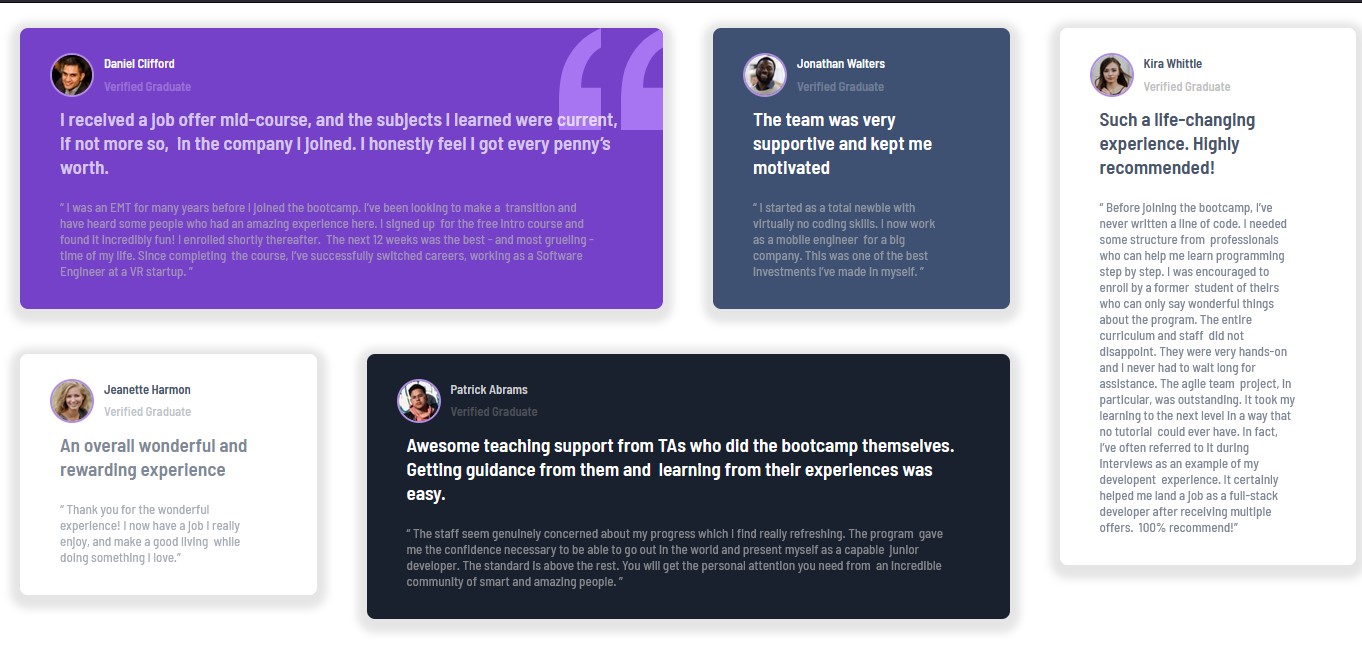 Daniel Clifford
Verified Graduate
I received a job offer mid-course, and the subjects I learned were current,
If not more so,  in the company I joined. I honestly feel I got every penny’s
worth.
“ I was an EMT for many years before I joined the bootcamp. I’ve been looking to make a  transition and
have heard some people who had an amazing experience here. I signed up  for the free intro course and
found it incredibly fun! I enrolled shortly thereafter.  The next 12 weeks was the best - and most grueling -
time of my life. Since completing  the course, I’ve successfully switched careers, working as a Software
Engineer at a VR startup. ”
Jonathan Walters
Verified Graduate
The team was very
supportive and kept me
motivated
“ I started as a total newbie with
virtually no coding skills. I now work
as a mobile engineer  for a big
company. This was one of the best
investments I’ve made in myself. ”
Kira Whittle
Verified Graduate
Such a life-changing
experience. Highly
recommended!
“ Before joining the bootcamp, I’ve
never written a line of code. I needed
some structure from  professionals
who can help me learn programming
step by step. I was encouraged to
enroll by a former  student of theirs
who can only say wonderful things
about the program. The entire
curriculum and staff  did not
disappoint. They were very hands-on
and I never had to wait long for
assistance. The agile team  project, in
particular, was outstanding. It took my
learning to the next level in a way that
no tutorial  could ever have. In fact,
I’ve often referred to it during
interviews as an example of my
developent  experience. It certainly
helped me land a job as a full-stack
developer after receiving multiple
offers.  100% recommend!”
Jeanette Harmon
Verified Graduate
An overall wonderful and
rewarding experience
“ Thank you for the wonderful
experience! I now have a job I really
enjoy, and make a good living  while
doing something I love.”
Patrick Abrams
Verified Graduate
Awesome teaching support from TAs who did the bootcamp themselves.
Getting guidance from them and  learning from their experiences was
easy.
“ The staff seem genuinely concerned about my progress which I find really refreshing. The program  gave
me the confidence necessary to be able to go out in the world and present myself as a capable  junior
developer. The standard is above the rest. You will get the personal attention you need from  an incredible
community of smart and amazing people. ”